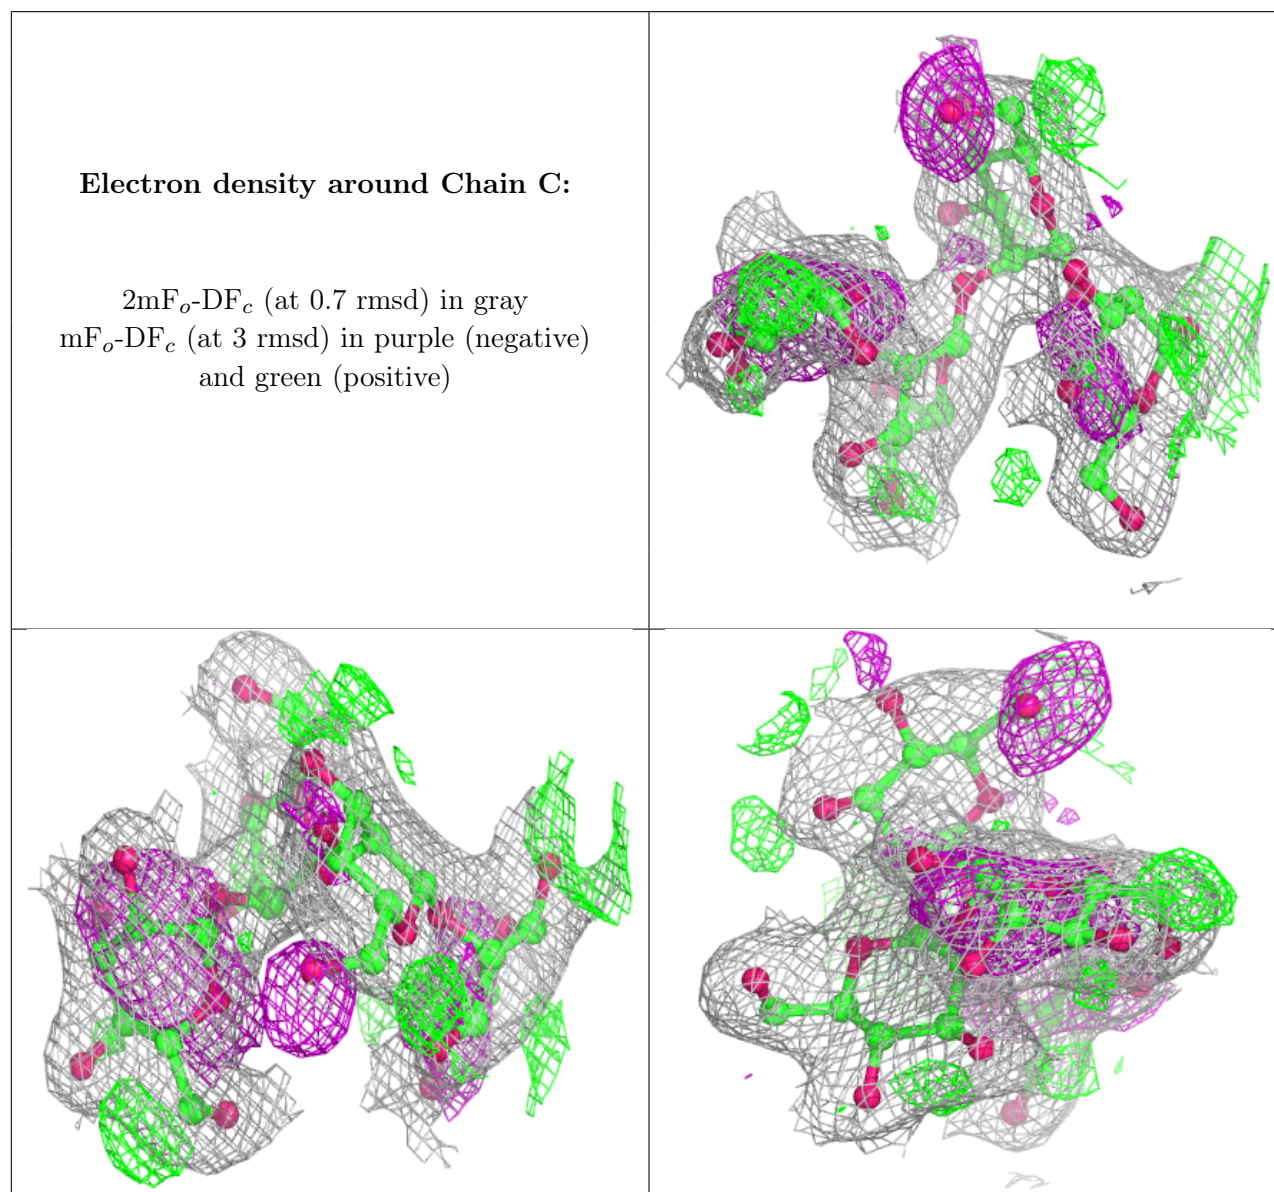 Electron density around Chain C:
2mFo-DFc (at 0.7 rmsd) in gray
mFo-DFc (at 3 rmsd) in purple (negative)
and green (positive)